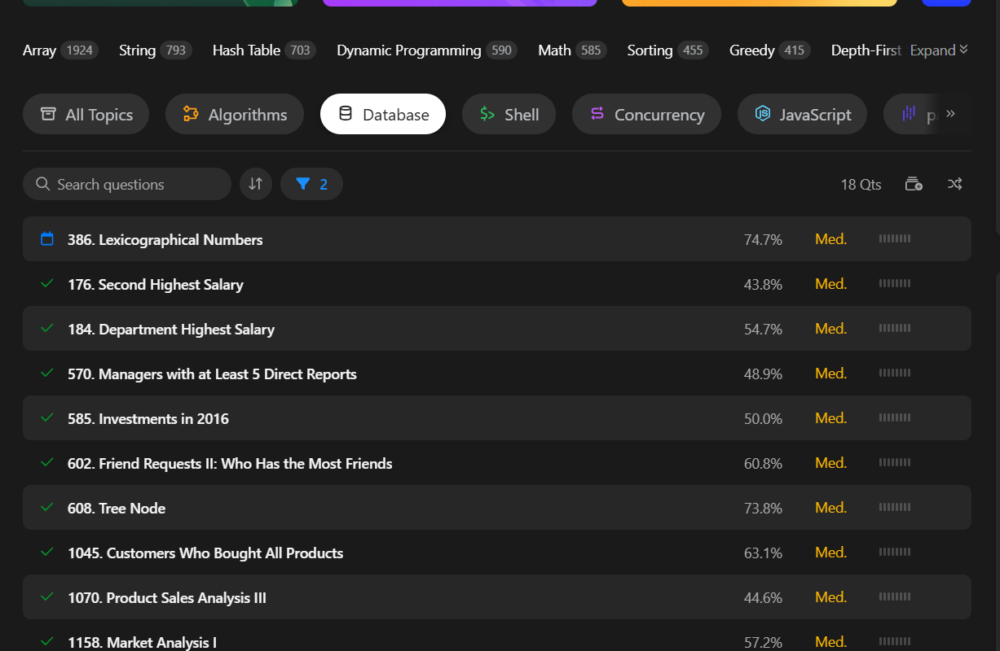 Array 1924 String 793 Hash Table 703 Dynamic Programming 590 Math 585 Sorting 455 Greedy 415 Depth-First Expand
All Topics Algorithms Database Shell Concurrency JavaScript
Search questions 2 18 Qts
386. Lexicographical Numbers 74.7% Med.
176. Second Highest Salary 43.8% Med.
184. Department Highest Salary 54.7% Med.
570. Managers with at Least 5 Direct Reports 48.9% Med.
585. Investments in 2016 50.0% Med.
602. Friend Requests II: Who Has the Most Friends 60.8% Med.
608. Tree Node 73.8% Med.
1045. Customers Who Bought All Products 63.1% Med.
1070. Product Sales Analysis III 44.6% Med.
1158. Market Analysis I 57.2% Med.